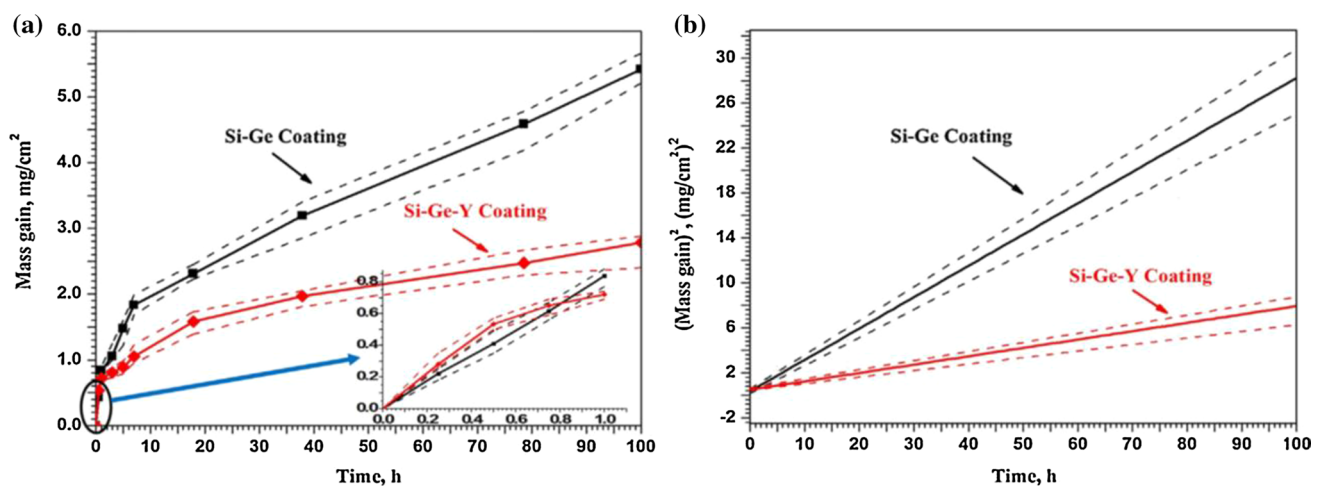 (a)
6.0
5.0
4.0
3.0
2.0
1.0
0.0
Mass gain, mg/cm²
Si-Ge Coating
Si-Ge-Y Coating
0.8
0.6
0.4
0.2
0.0
0.0 0.2 0.4 0.6 0.8 1.0
0 10 20 30 40 50 60 70 80 90 100
Time, h
(b)
30
26
22
18
14
10
6
2
-2
(Mass gain)², (mg/cm²)²
Si-Ge Coating
Si-Ge-Y Coating
0 10 20 30 40 50 60 70 80 90 100
Time, h